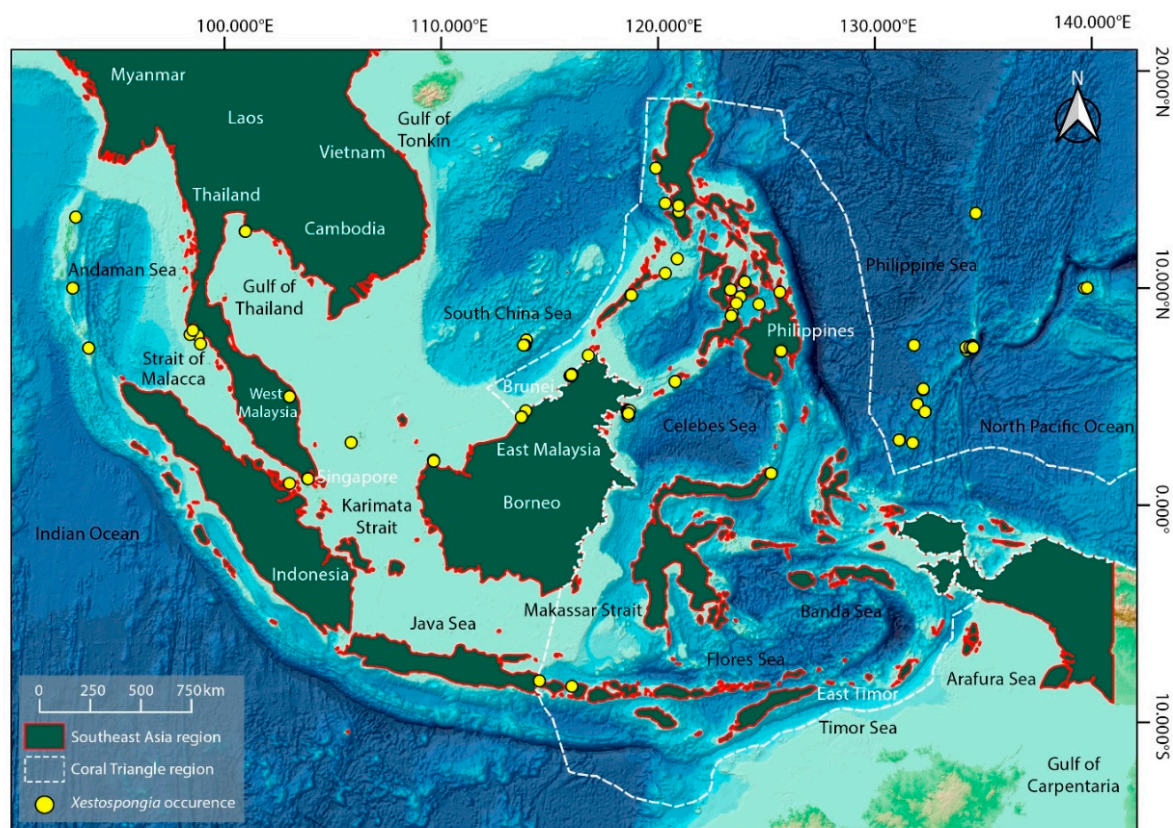 100.000°E 110.000°E 120.000°E 130.000°E 140.000°E
20.000°N
10.000°N
0.000°
10.000°S
N
Myanmar
Laos
Gulf of
Tonkin
Vietnam
Thailand
Cambodia
Andaman Sea
Gulf of
Thailand
South China Sea
Philippine Sea
Philippines
Strait of
Malacca
West
Malaysia
Brunei
East Malaysia
Celebes Sea
North Pacific Ocean
Singapore
Karimata
Strait
Borneo
Indian Ocean
Indonesia
Makassar Strait
Banda Sea
Java Sea
Flores Sea
East Timor
Arafura Sea
Timor Sea
Gulf of
Carpentaria
0 250 500 750 km
Southeast Asia region
Coral Triangle region
Xestospongia occurence